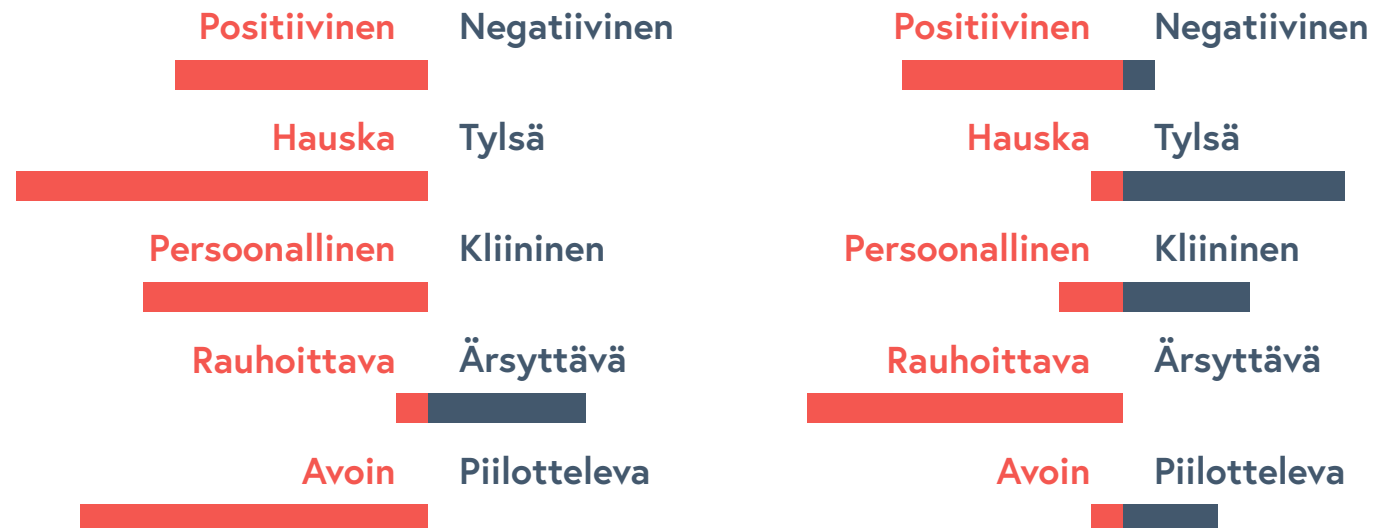 Positiivinen Negatiivinen
Hauska Tylsä
Persoonallinen Kliininen
Rauhoittava Ärsyttävä
Avoin Piilotteleva
Positiivinen Negatiivinen
Hauska Tylsä
Persoonallinen Kliininen
Rauhoittava Ärsyttävä
Avoin Piilotteleva